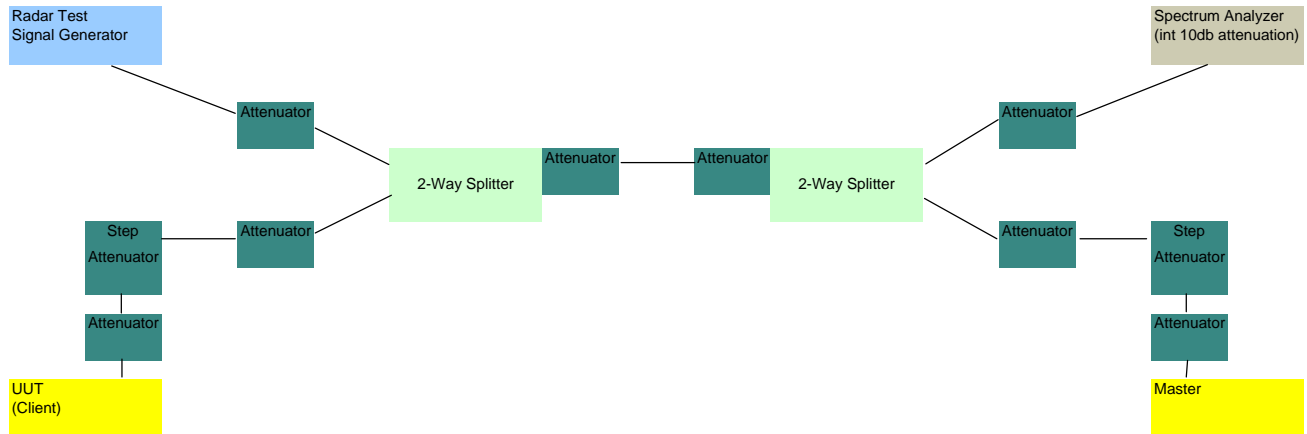 Radar Test
Signal Generator
Spectrum Analyzer
(int 10db attenuation)
Attenuator
Attenuator
2-Way Splitter
Attenuator
Attenuator
2-Way Splitter
Step
Attenuator
Attenuator
Attenuator
Step
Attenuator
Attenuator
Attenuator
UUT
(Client)
Master